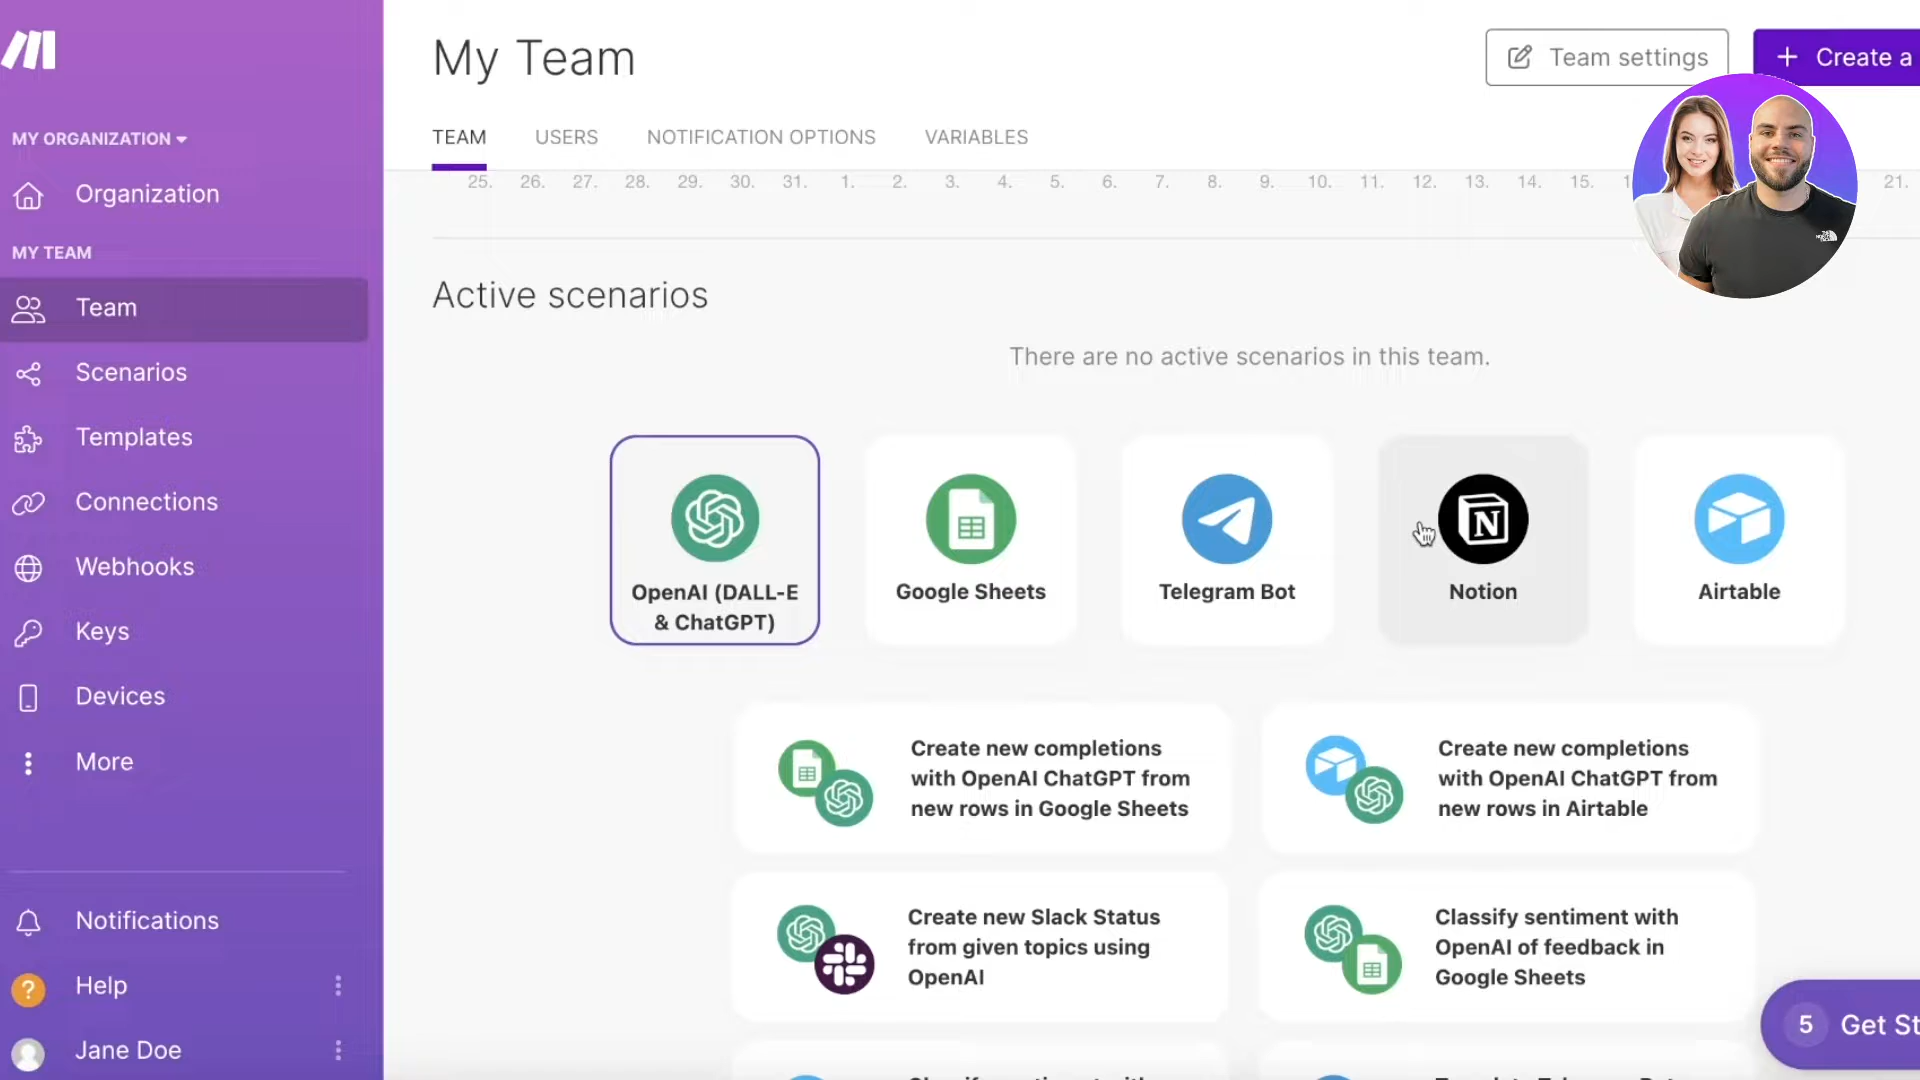 My Team
Team settings
+ Create a
TEAM USERS NOTIFICATION OPTIONS VARIABLES
25. 26. 27. 28. 29. 30. 31. 1. 2. 3. 4. 5. 6. 7. 8. 9. 10. 11. 12. 13. 14. 15. 21.
MY ORGANIZATION
Organization
MY TEAM
Team
Scenarios
Templates
Connections
Webhooks
Keys
Devices
More
Notifications
? Help
Jane Doe
Active scenarios
There are no active scenarios in this team.
OpenAI (DALL-E
& ChatGPT)
Google Sheets
Telegram Bot
N
Notion
Airtable
Create new completions
with OpenAI ChatGPT from
new rows in Google Sheets
Create new completions
with OpenAI ChatGPT from
new rows in Airtable
Create new Slack Status
from given topics using
OpenAI
Classify sentiment with
OpenAI of feedback in
Google Sheets
5 Get St